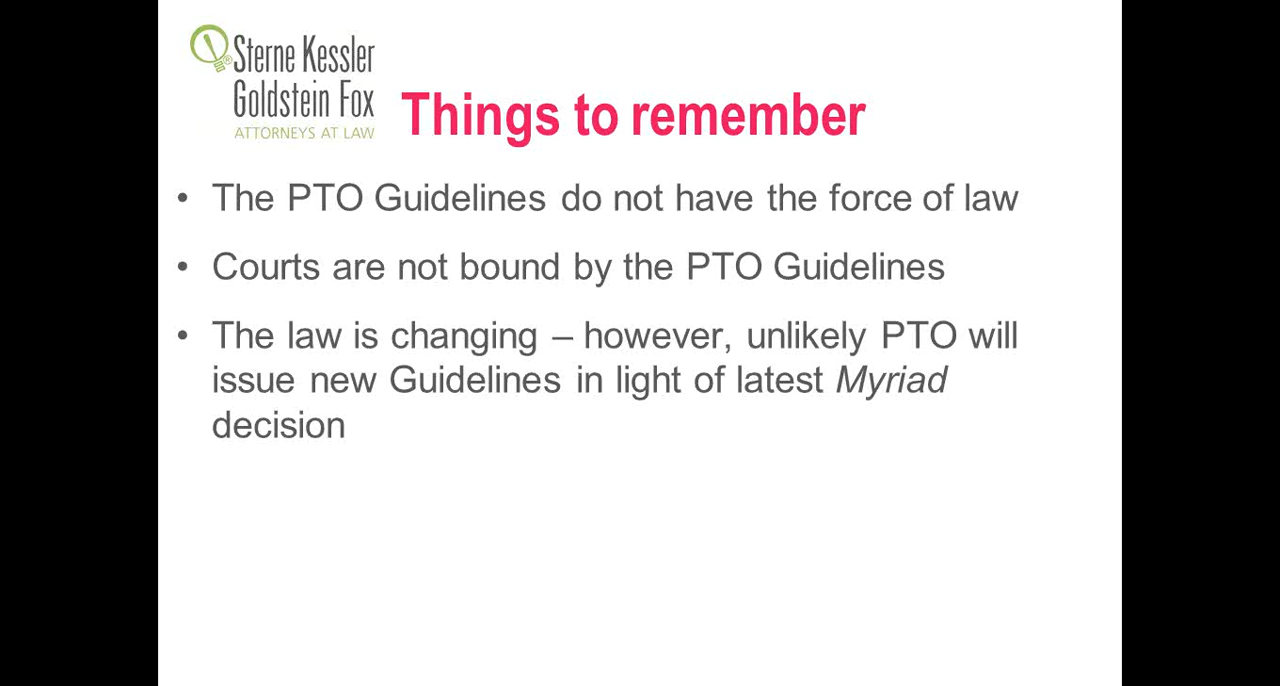 Sterne Kessler
Goldstein Fox
ATTORNEYS AT LAW
Things to remember
• The PTO Guidelines do not have the force of law
• Courts are not bound by the PTO Guidelines
• The law is changing – however, unlikely PTO will
issue new Guidelines in light of latest Myriad
decision